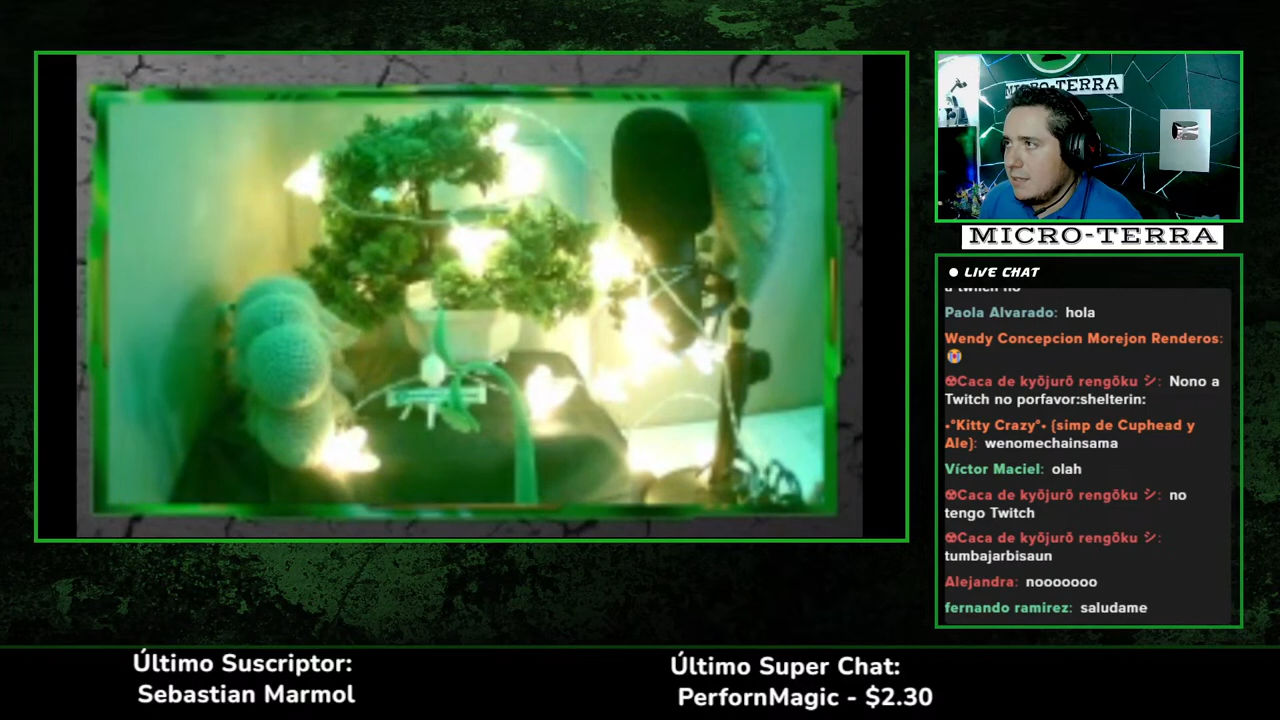 MICRO-TERRA
MICRO-TERRA
LIVE CHAT
a twitch no
Paola Alvarado: hola
Wendy Concepcion Morejon Renderos:
😭
☢Caca de kyōjurō rengōku シ: Nono a
Twitch no porfavor:shelterin:
•°Kitty Crazy°• (simp de Cuphead y
Ale): wenomechainsama
Víctor Maciel: olah
☢Caca de kyōjurō rengōku シ: no
tengo Twitch
☢Caca de kyōjurō rengōku シ:
tumbajarbisaun
Alejandra: nooooooo
fernando ramirez: saludame
Último Suscriptor:
Sebastian Marmol
Último Super Chat:
PefornMagic - $2.30